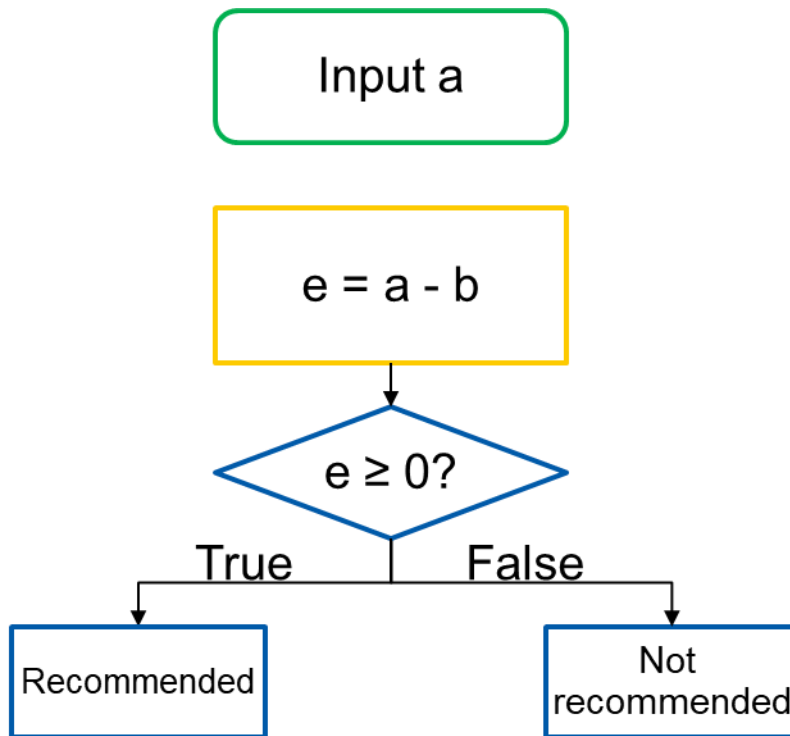 Input a
e = a - b
e ≥ 0?
True
False
Recommended
Not
recommended